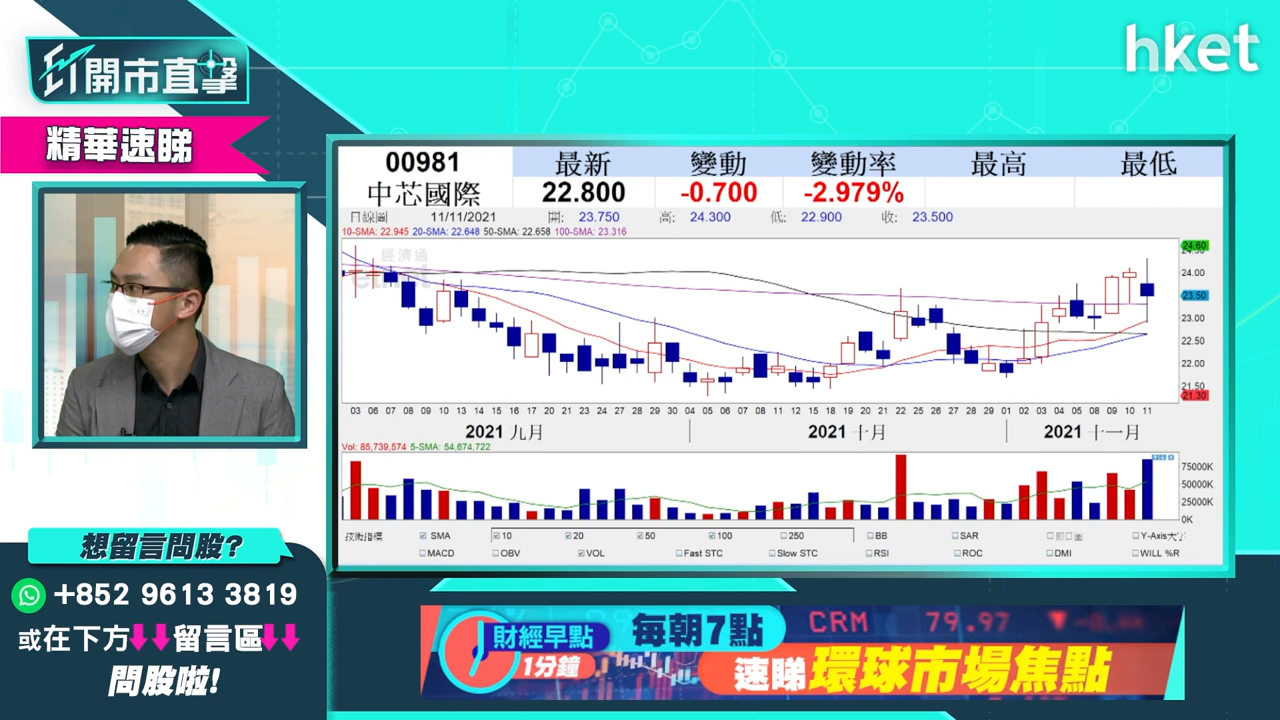 開市直擊
hket
精華速睇
00981
中芯國際
最新 變動 變動率 最高 最低
22.800 -0.700 -2.979%
日線圖 11/11/2021 開: 23.750 高: 24.300 低: 22.900 收: 23.500
10-SMA: 22.945 20-SMA: 22.648 50-SMA: 22.658 100-SMA: 23.316
經濟通
24.60
24.00
23.50
23.00
22.50
22.00
21.50
21.30
03 06 07 08 09 10 13 14 15 16 17 20 21 23 24 27 28 29 30 04 05 06 07 08 11 12 15 18 19 20 21 22 25 26 27 28 29 01 02 03 04 05 08 09 10 11
2021 九月 2021 十月 2021 十一月
Vol: 85,739,574 5-SMA: 54,674,722
75000K
50000K
25000K
0K
技術指標 SMA 10 20 50 100 250 BB SAR Y-Axis大字
MACD OBV VOL Fast STC Slow STC RSI ROC DMI WILL %R
想留言問股?
+852 9613 3819
或在下方⬇⬇留言區⬇⬇
問股啦!
財經早點
1分鐘
每朝7點
速睇環球市場焦點
CRM 79.97